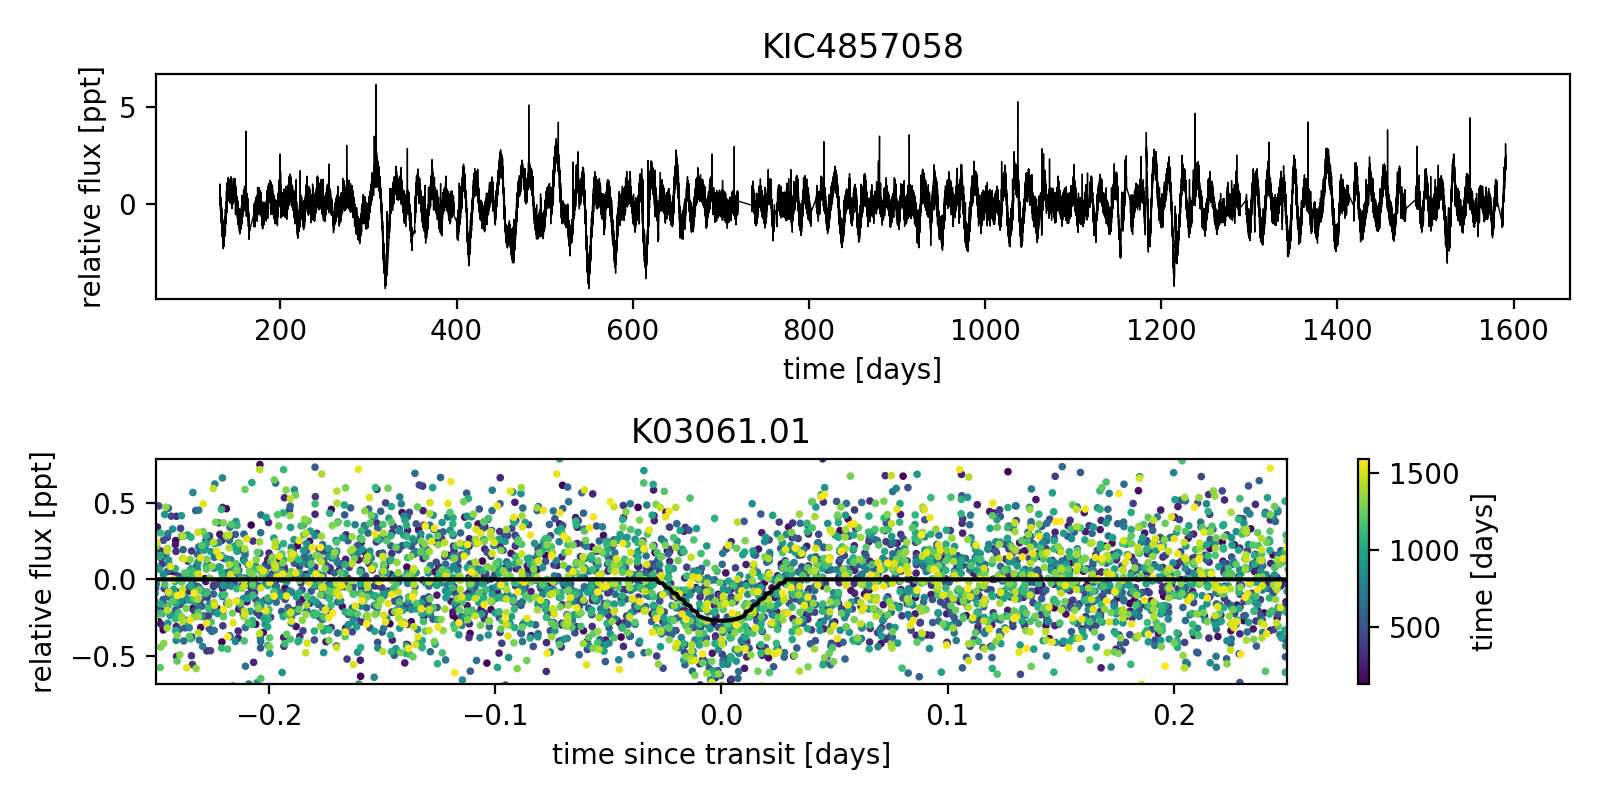 KIC4857058
relative flux [ppt]
5
0
200 400 600 800 1000 1200 1400 1600
time [days]
K03061.01
relative flux [ppt]
0.5
0.0
−0.5
−0.2 −0.1 0.0 0.1 0.2
time since transit [days]
1500
1000
500
time [days]